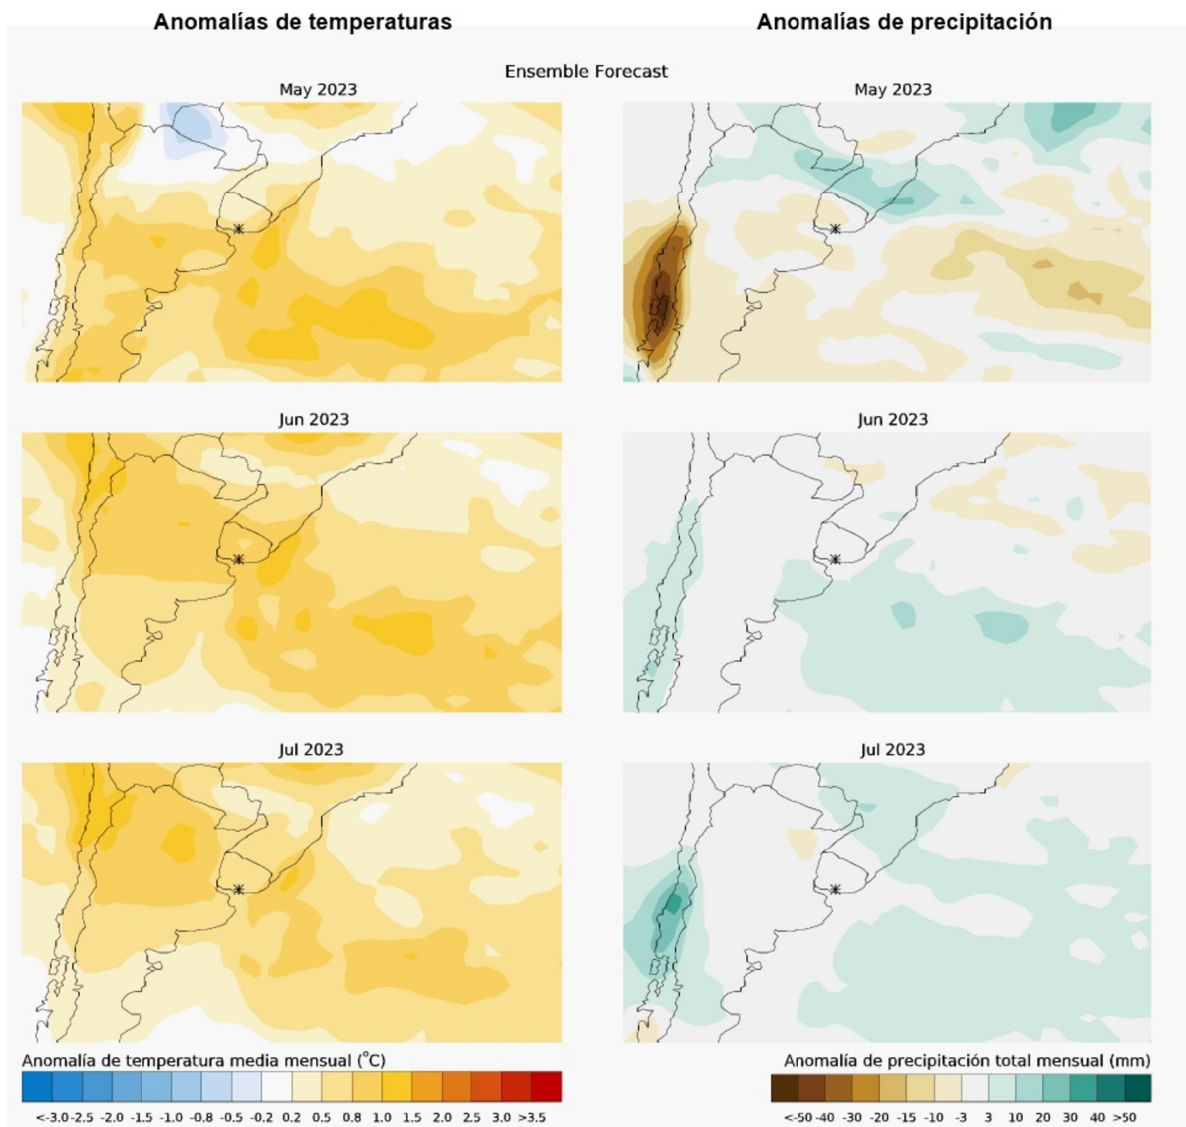 Anomalías de temperaturas
Anomalías de precipitación
Ensemble Forecast
May 2023
May 2023
Jun 2023
Jun 2023
Jul 2023
Jul 2023
Anomalía de temperatura media mensual (°C)
<-3.0 -2.5 -2.0 -1.5 -1.0 -0.8 -0.5 -0.2 0.2 0.5 0.8 1.0 1.5 2.0 2.5 3.0 >3.5
Anomalía de precipitación total mensual (mm)
<-50 -40 -30 -20 -15 -10 -3 3 10 20 30 40 >50